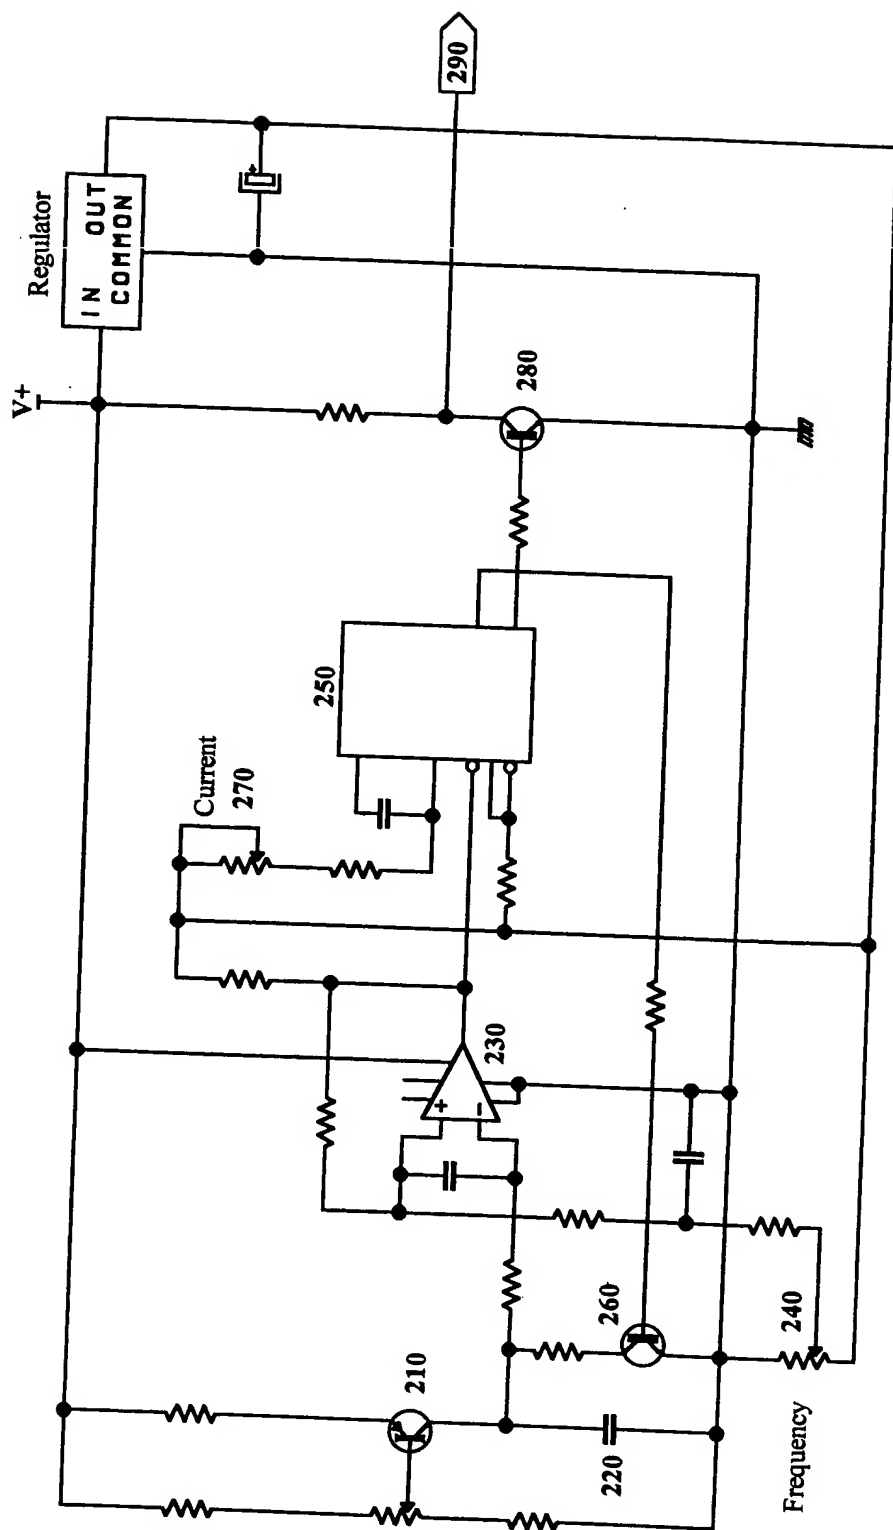 290
Regulator
IN OUT
COMMON
V+
280
250
Current
270
230
+
−
260
240
210
220
Frequency
+